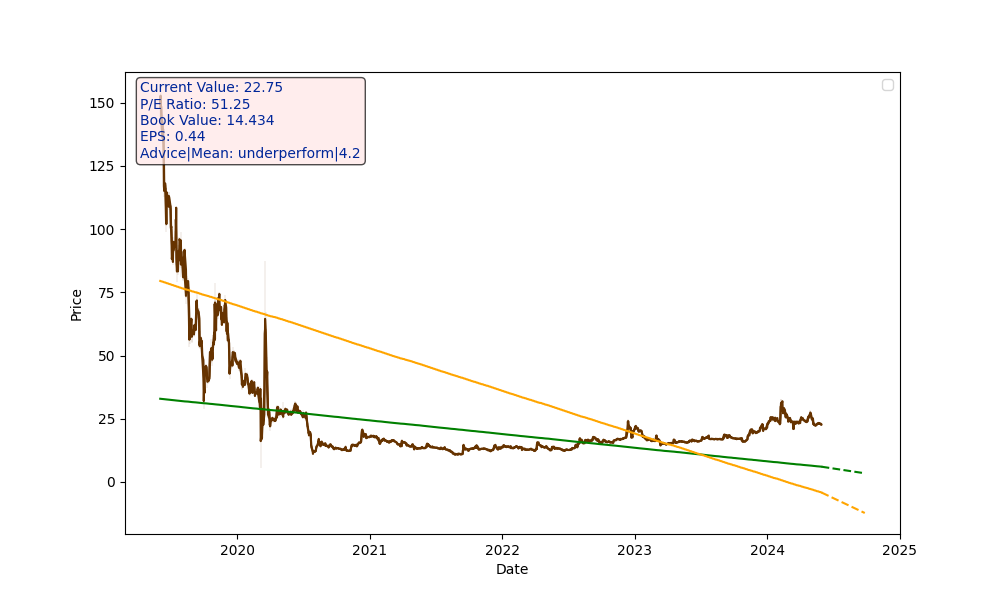 Current Value: 22.75
P/E Ratio: 51.25
Book Value: 14.434
EPS: 0.44
Advice|Mean: underperform|4.2
150
125
100
75
50
25
0
Price
2020
2021
2022
2023
2024
2025
Date